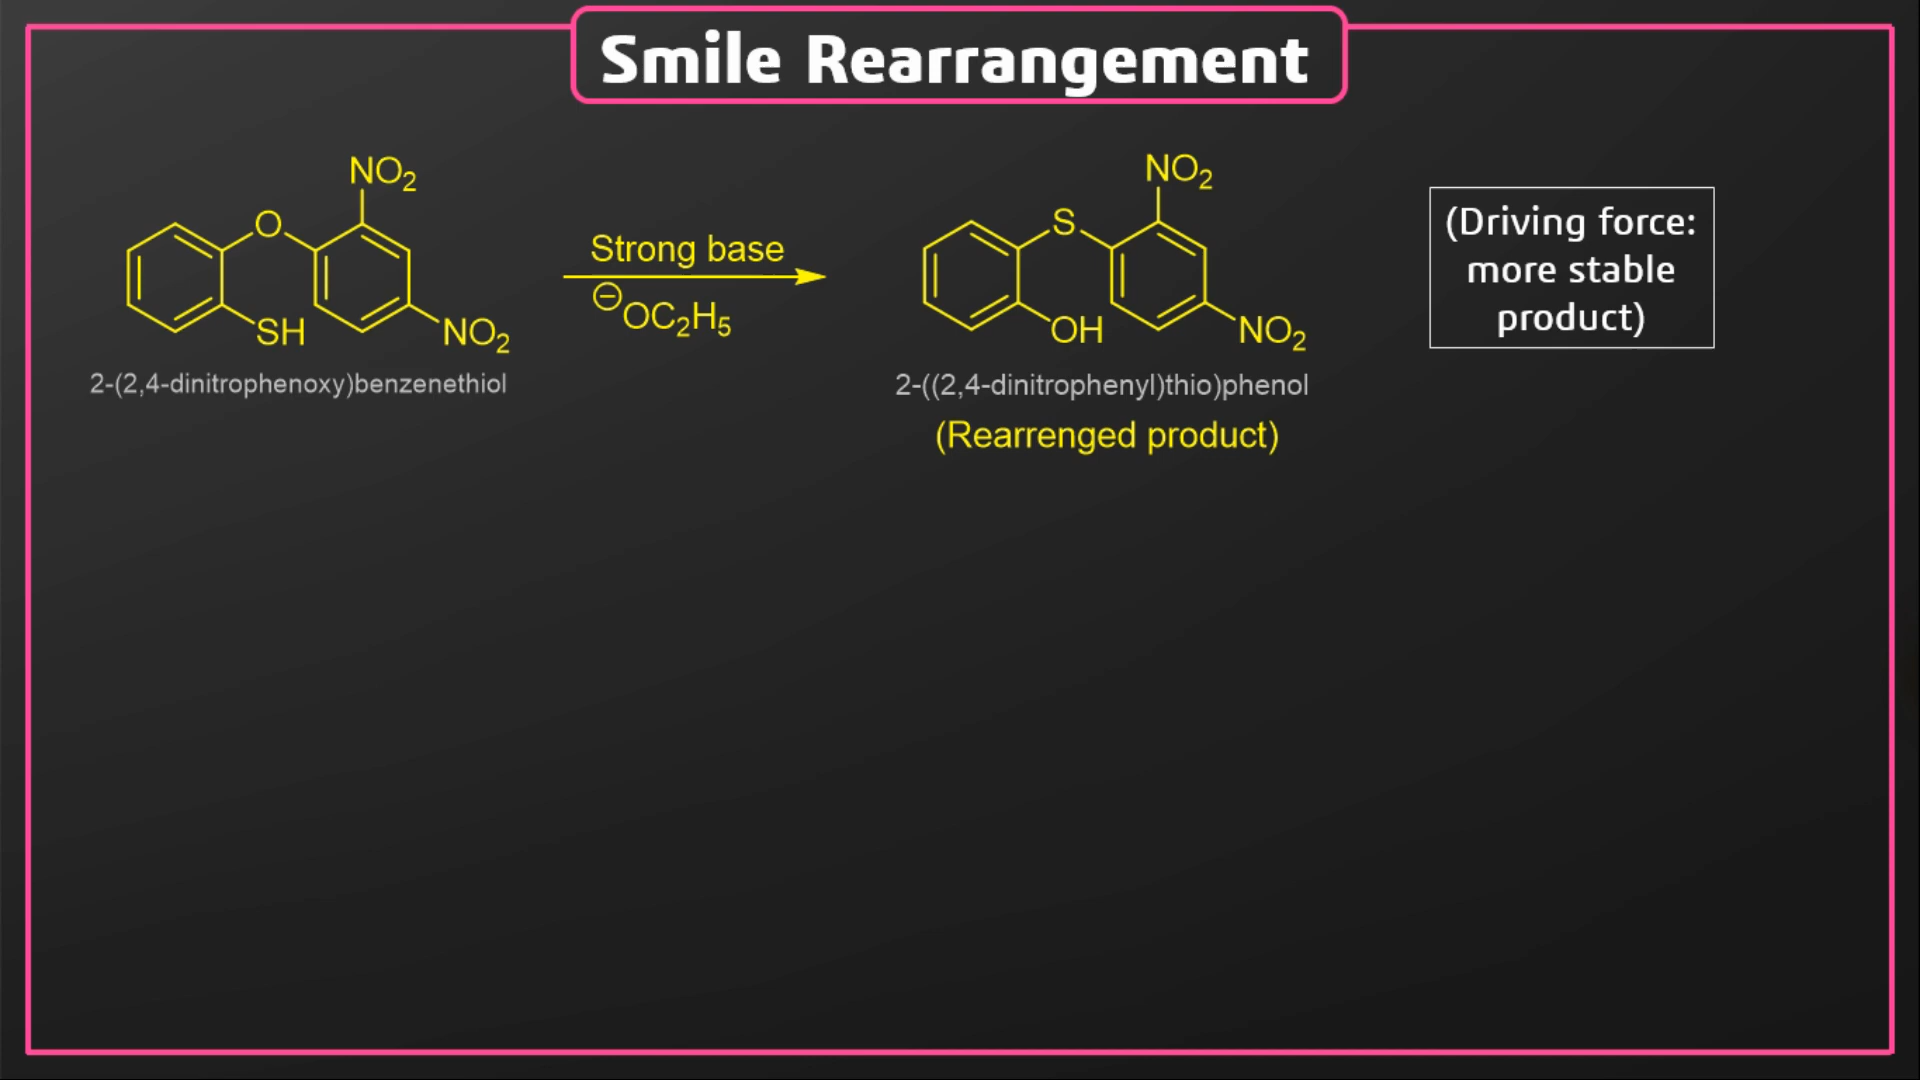 Smile Rearrangement
NO₂
O
SH
NO₂
2-(2,4-dinitrophenoxy)benzenethiol
Strong base
⊖OC₂H₅
NO₂
S
OH
NO₂
2-((2,4-dinitrophenyl)thio)phenol
(Rearrenged product)
(Driving force:
more stable
product)